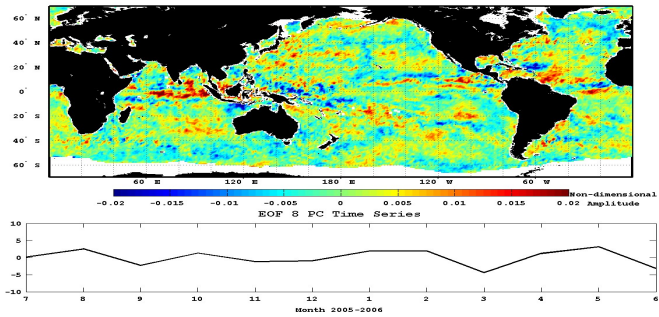 60° N
40° N
20° N
0°
20° S
40° S
60° S
60 E 120 E 180 E 120 W 60 W
Non-dimensional
-0.02 -0.015 -0.01 -0.005 0 0.005 0.01 0.015 0.02 Amplitude
EOF 8 PC Time Series
10
5
0
-5
-10
7 8 9 10 11 12 1 2 3 4 5 6
Month 2005-2006